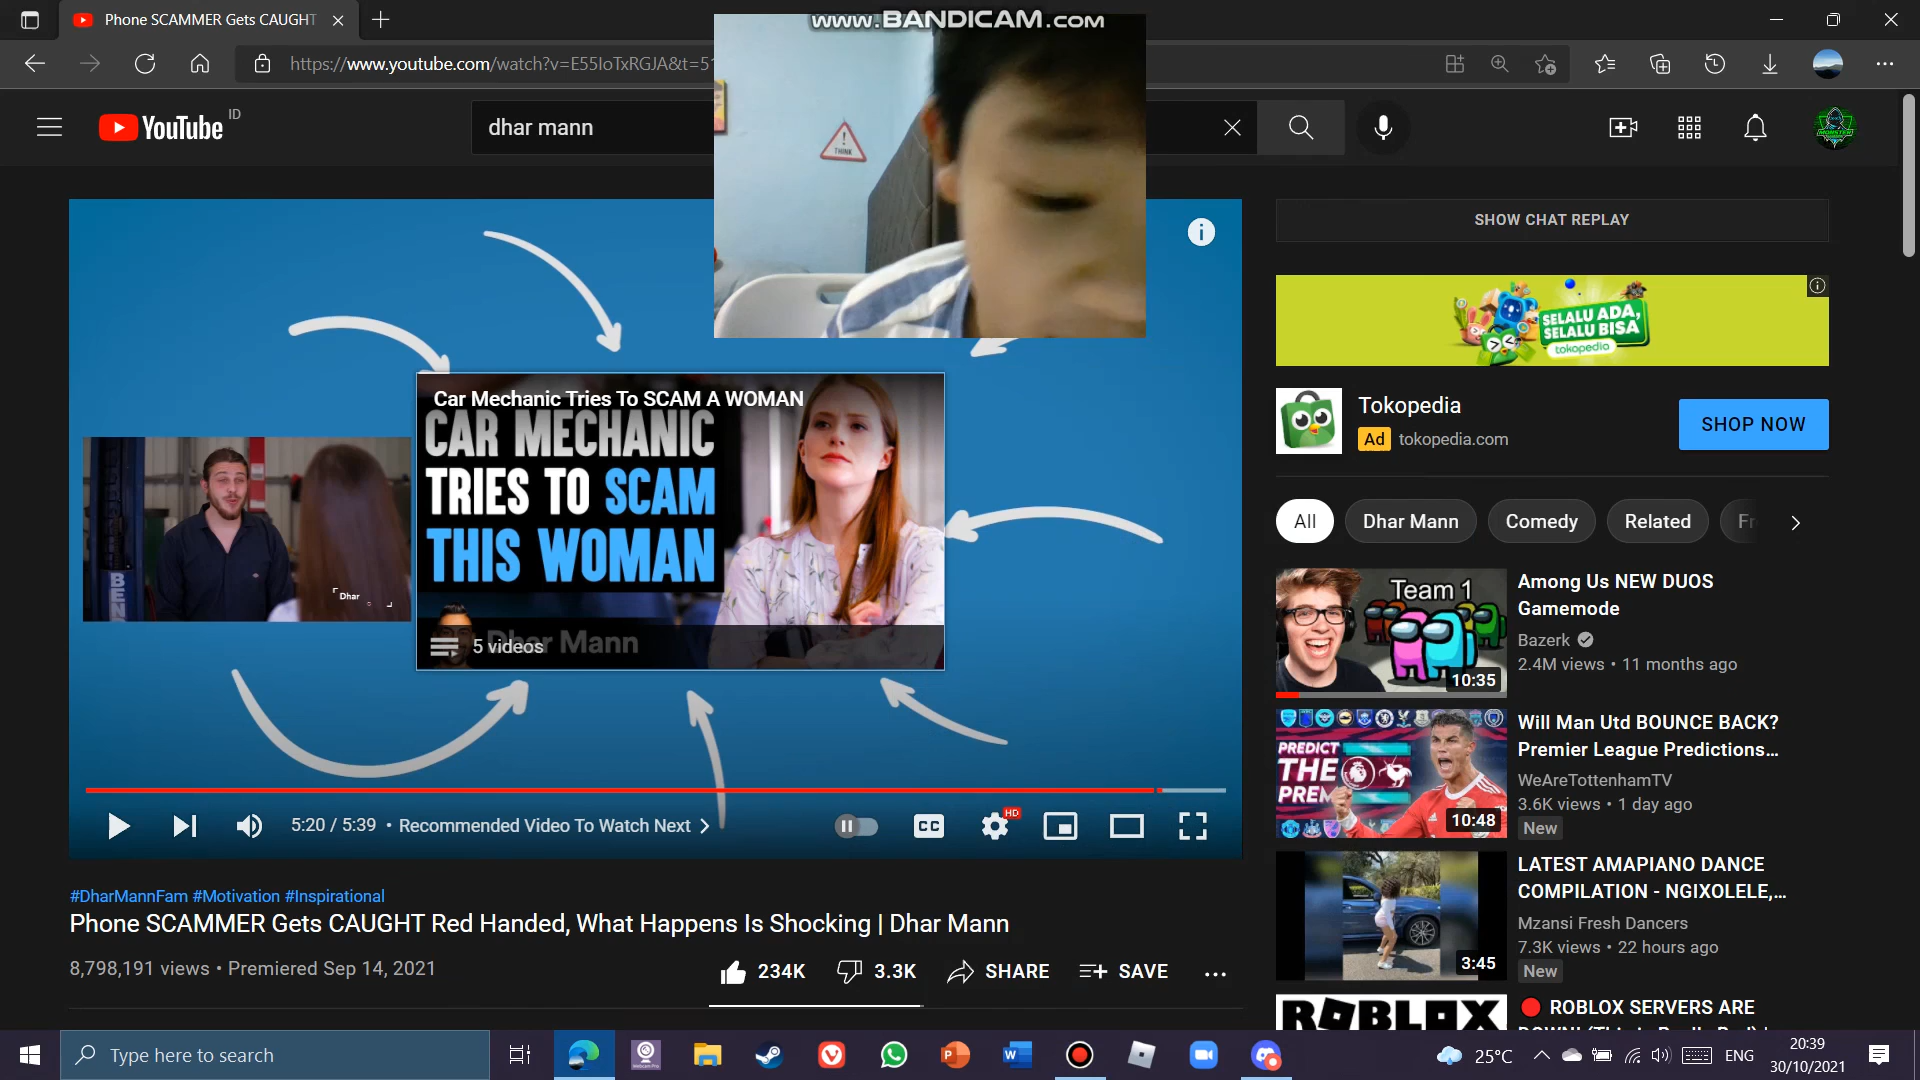 Phone SCAMMER Gets CAUGHT
www.BANDICAM.com
https://www.youtube.com/watch?v=E55IoTxRGJA&t=5
YouTube ID
dhar mann
THINK
SHOW CHAT REPLAY
SELALU ADA,
SELALU BISA
tokopedia
Tokopedia
Ad tokopedia.com
SHOP NOW
Car Mechanic Tries To SCAM A WOMAN
CAR MECHANIC
TRIES TO SCAM
THIS WOMAN
Dhar Mann
5 videos
BEN
Dhar
All
Dhar Mann
Comedy
Related
Team 1
10:35
Among Us NEW DUOS
Gamemode
Bazerk
2.4M views • 11 months ago
PREDICT
THE
PREM
10:48
Will Man Utd BOUNCE BACK?
Premier League Predictions...
WeAreTottenhamTV
3.6K views • 1 day ago
New
3:45
LATEST AMAPIANO DANCE
COMPILATION - NGIXOLELE,...
Mzansi Fresh Dancers
7.3K views • 22 hours ago
New
ROBLOX
ROBLOX SERVERS ARE
5:20 / 5:39 • Recommended Video To Watch Next
CC
HD
#DharMannFam #Motivation #Inspirational
Phone SCAMMER Gets CAUGHT Red Handed, What Happens Is Shocking | Dhar Mann
8,798,191 views • Premiered Sep 14, 2021
234K
3.3K
SHARE
SAVE
Type here to search
25°C
ENG
20:39
30/10/2021